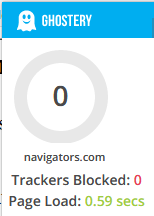 GHOSTERY
0
navigators.com
Trackers Blocked: 0
Page Load: 0.59 secs